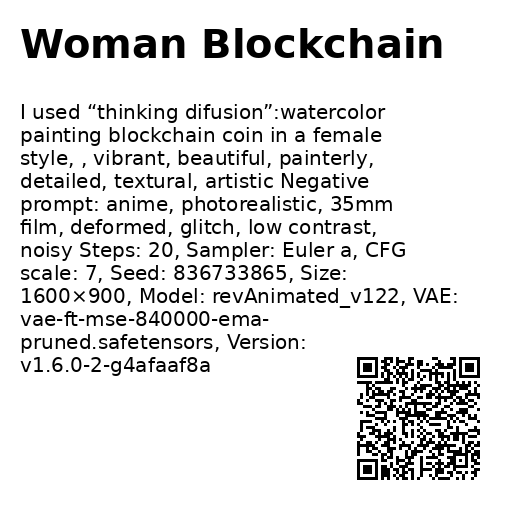 Woman Blockchain
I used “thinking difusion”:watercolor
painting blockchain coin in a female
style, , vibrant, beautiful, painterly,
detailed, textural, artistic Negative
prompt: anime, photorealistic, 35mm
film, deformed, glitch, low contrast,
noisy Steps: 20, Sampler: Euler a, CFG
scale: 7, Seed: 836733865, Size:
1600×900, Model: revAnimated_v122, VAE:
vae-ft-mse-840000-ema-
pruned.safetensors, Version:
v1.6.0-2-g4afaaf8a